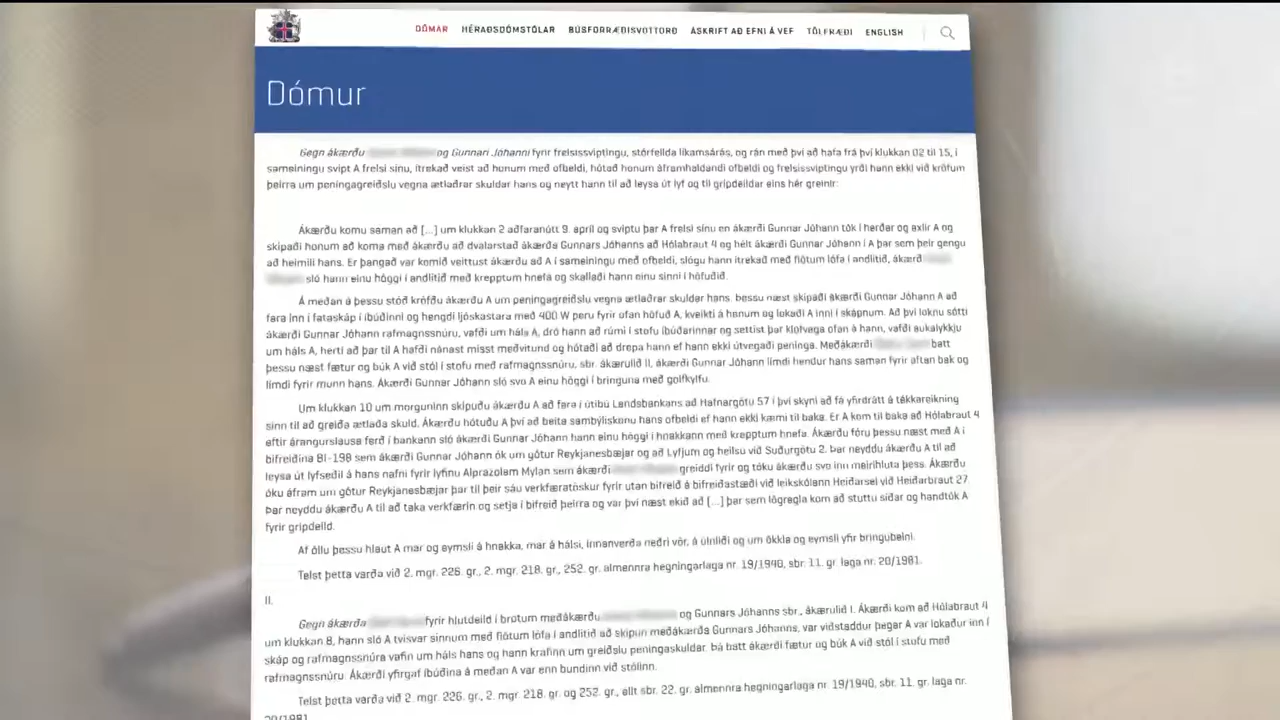 DÓMAR HÉRAÐSDÓMSTÓLAR BÚSFORRÆÐISVOTTORÐ ÁSKRIFT AÐ EFNI Á VEF TÖLFRÆÐI ENGLISH
Dómur
Gegn ákærðu og Gunnari Jóhanni fyrir frelsissviptingu, stórfellda líkamsárás, og rán með því að hafa frá því klukkan 02 til 15, í
sameiningu svipt A frelsi sínu, ítrekað veist að honum með ofbeldi, hótað honum áframhaldandi ofbeldi og frelsissviptingu yrði hann ekki við kröfum
þeirra um peningagreiðslu vegna ætlaðrar skuldar hans og neytt hann til að leysa út lyf og til gripdeildar eins hér greinir:
Ákærðu komu saman að [...] um klukkan 2 aðfaranótt 9. apríl og sviptu þar A frelsi sínu en ákærði Gunnar Jóhann tók í herðar og axlir A og
skipaði honum að koma með ákærðu að dvalarstað ákærða Gunnars Jóhanns að Hólabraut 4 og hélt ákærði Gunnar Jóhann í A þar sem þeir gengu
að heimili hans. Er þangað var komið veittust ákærðu að A í sameiningu með ofbeldi, slógu hann ítrekað með flötum lófa í andlitið, ákærði
sló hann einu höggi í andlitið með krepptum hnefa og skallaði hann einu sinni í höfuðið.
Á meðan á þessu stóð kröfðu ákærðu A um peningagreiðslu vegna ætlaðrar skuldar hans, þessu næst skipaði ákærði Gunnar Jóhann A að
fara inn í fataskáp í íbúðinni og hengdi ljóskastara með 400 W peru fyrir ofan höfuð A, kveikti á honum og lokaði A inni í skápnum. Að því loknu sótti
ákærði Gunnar Jóhann rafmagnssnúru, vafði um háls A, dró hann að rúmi í stofu íbúðarinnar og settist þar klofvega ofan á hann, vafði aukalykkju
um háls A, herti að þar til A hafði nánast misst meðvitund og hótaði að drepa hann ef hann ekki útvegaði peninga. Meðákærði batt
þessu næst fætur og búk A við stól í stofu með rafmagnssnúru, sbr. ákærulið II, ákærði Gunnar Jóhann límdi hendur hans saman fyrir aftan bak og
límdi fyrir munn hans. Ákærði Gunnar Jóhann sló svo A einu höggi í bringuna með golfkylfu.
Um klukkan 10 um morguninn skipuðu ákærðu A að fara í útibú Landsbankans að Hafnargötu 57 í því skyni að fá yfirdrátt á tékkareikning
sinn til að greiða ætlaða skuld. Ákærðu hótuðu A því að beita sambýliskonu hans ofbeldi ef hann ekki kæmi til baka. Er A kom til baka að Hólabraut 4
eftir árangurslausa ferð í bankann sló ákærði Gunnar Jóhann hann einu höggi í hnakkann með krepptum hnefa. Ákærðu fóru þessu næst með A í
bifreiðina BI-198 sem ákærði Gunnar Jóhann ók um götur Reykjanesbæjar og að Lyfjum og heilsu við Suðurgötu 2. Þar neyddu ákærðu A til að
leysa út lyfseðil á hans nafni fyrir lyfinu Alprazolam Mylan sem ákærði greiddi fyrir og tóku ákærðu svo inn meirihluta þess. Ákærðu
óku áfram um götur Reykjanesbæjar þar til þeir sáu verkfæratöskur fyrir utan bifreið á bifreiðastæði við leikskólann Heiðarsel við Heiðarbraut 27.
Þar neyddu ákærðu A til að taka verkfærin og setja í bifreið þeirra og var því næst ekið að [...] þar sem lögregla kom að stuttu síðar og handtók A
fyrir gripdeild.
Af öllu þessu hlaut A mar og eymsli á hnakka, mar á hálsi, innanverða neðri vör, á úlnliði og um ökkla og eymsli yfir bringubeini.
Telst þetta varða við 2. mgr. 226. gr., 2. mgr. 218. gr., 252. gr. almennra hegningarlaga nr. 19/1940, sbr. 11. gr. laga nr. 20/1981.
II.
Gegn ákærða fyrir hlutdeild í brotum meðákærðu og Gunnars Jóhanns sbr., ákærulið I. Ákærði kom að Hólabraut 4
um klukkan 8, hann sló A tvisvar sinnum með flötum lófa í andlitið að skipun meðákærða Gunnars Jóhanns, var viðstaddur þegar A var lokaður inn í
skáp og rafmagnssnúra vafin um háls hans og hann krafinn um greiðslu peningaskuldar, þá batt ákærði fætur og búk A við stól í stofu með
rafmagnssnúru. Ákærði yfirgaf íbúðina á meðan A var enn bundinn við stólinn.
Telst þetta varða við 2. mgr. 226. gr., 2. mgr. 218. gr. og 252. gr., allt sbr. 22. gr. almennra hegningarlaga nr. 19/1940, sbr. 11. gr. laga nr.
20/1981.